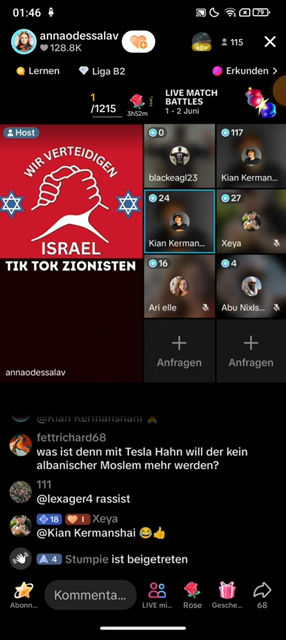 01:46
79
annaodessalav
128.8K
115
Lernen
Liga B2
Erkunden >
1
/1215
3h52m
LIVE MATCH
BATTLES
1 - 2 Juni
Host
WIR VERTEIDIGEN
ISRAEL
TIK TOK ZIONISTEN
annaodessalav
0
blackeagl23
117
Kian Kerman...
24
Kian Kerman...
27
Xeya
16
Ari elle
4
Abu Nixls...
Anfragen
Anfragen
@Kian Kermanshahi
fettrichard68
was ist denn mit Tesla Hahn will der kein
albanischer Moslem mehr werden?
111
@lexager4 rassist
18 1 Xeya
@Kian Kermanshai 😂👍
4 Stumpie ist beigetreten
Abonn...
Kommenta...
LIVE mi...
Rose
Gesche...
68